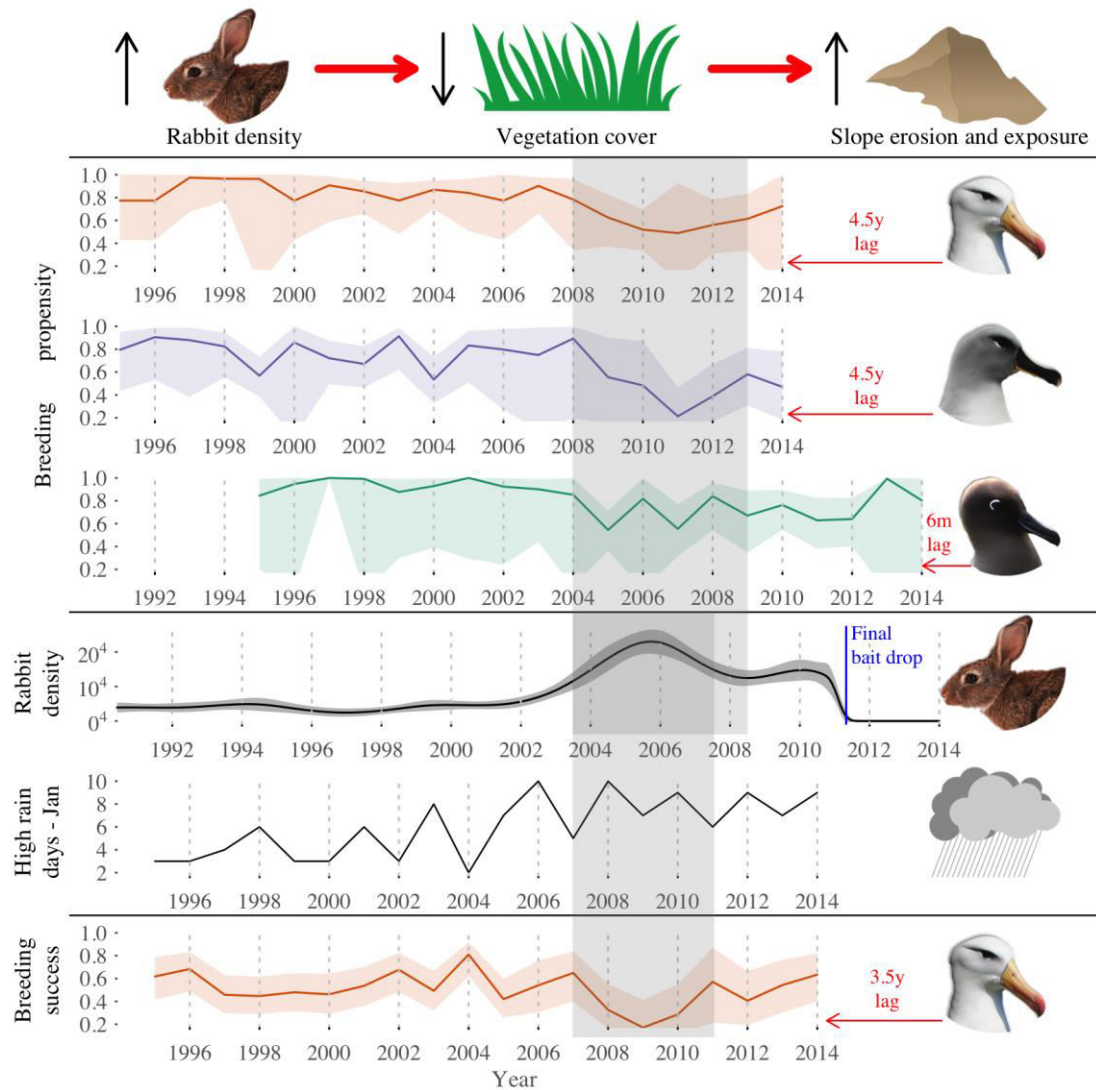 Rabbit density
Vegetation cover
Slope erosion and exposure
Breeding propensity
1.0
0.8
0.6
0.4
0.2
4.5y
lag
1996 1998 2000 2002 2004 2006 2008 2010 2012 2014
1.0
0.8
0.6
0.4
0.2
4.5y
lag
1996 1998 2000 2002 2004 2006 2008 2010 2012 2014
1.0
0.8
0.6
0.4
0.2
6m
lag
1992 1994 1996 1998 2000 2002 2004 2006 2008 2010 2012 2014
Rabbit
density
20⁴
10⁴
0⁴
Final
bait drop
1992 1994 1996 1998 2000 2002 2004 2006 2008 2010 2012 2014
High rain
days - Jan
10
8
6
4
2
1996 1998 2000 2002 2004 2006 2008 2010 2012 2014
Breeding
success
1.0
0.8
0.6
0.4
0.2
3.5y
lag
1996 1998 2000 2002 2004 2006 2008 2010 2012 2014
Year